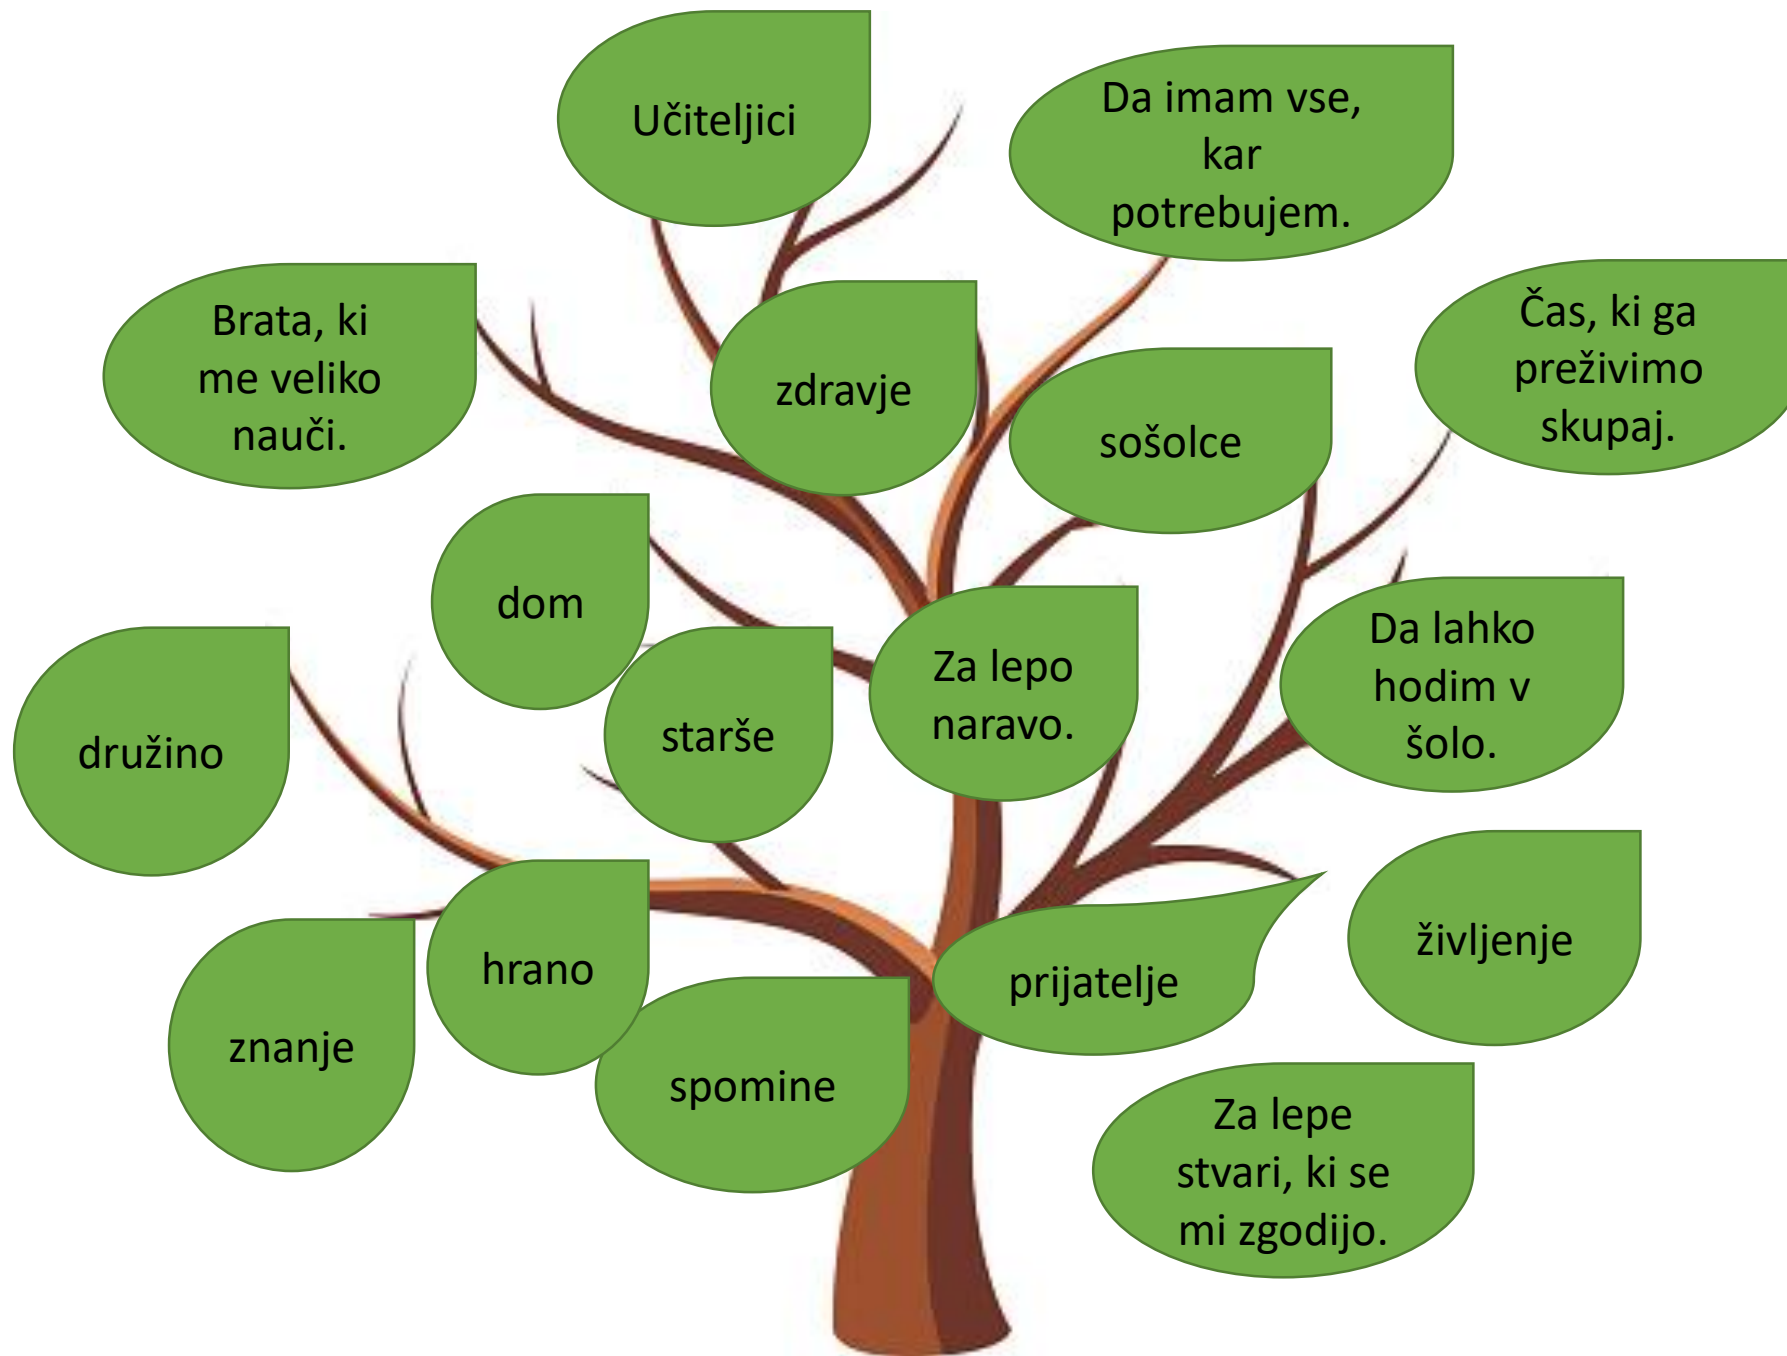 Učiteljici
Da imam vse,
kar
potrebujem.
Brata, ki
me veliko
nauči.
zdravje
sošolce
Čas, ki ga
preživimo
skupaj.
dom
starše
Za lepo
naravo.
Da lahko
hodim v
šolo.
družino
hrano
prijatelje
življenje
znanje
spomine
Za lepe
stvari, ki se
mi zgodijo.